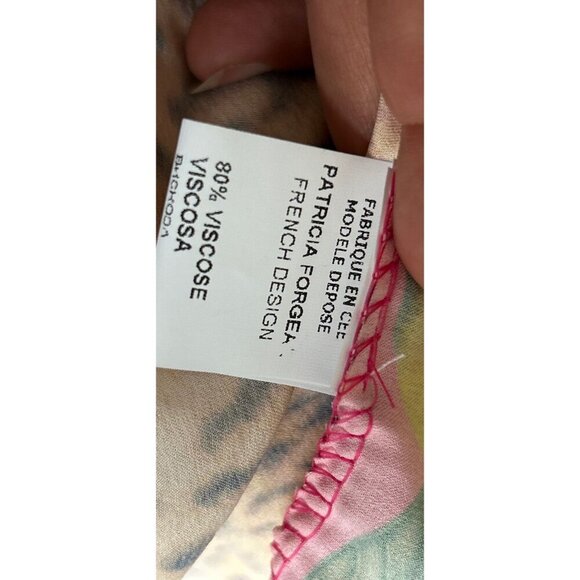 FABRIQUE EN CEE
MODELE DEPOSE
PATRICIA FORGEA
FRENCH DESIGN
80% VISCOSE
VISCOSA